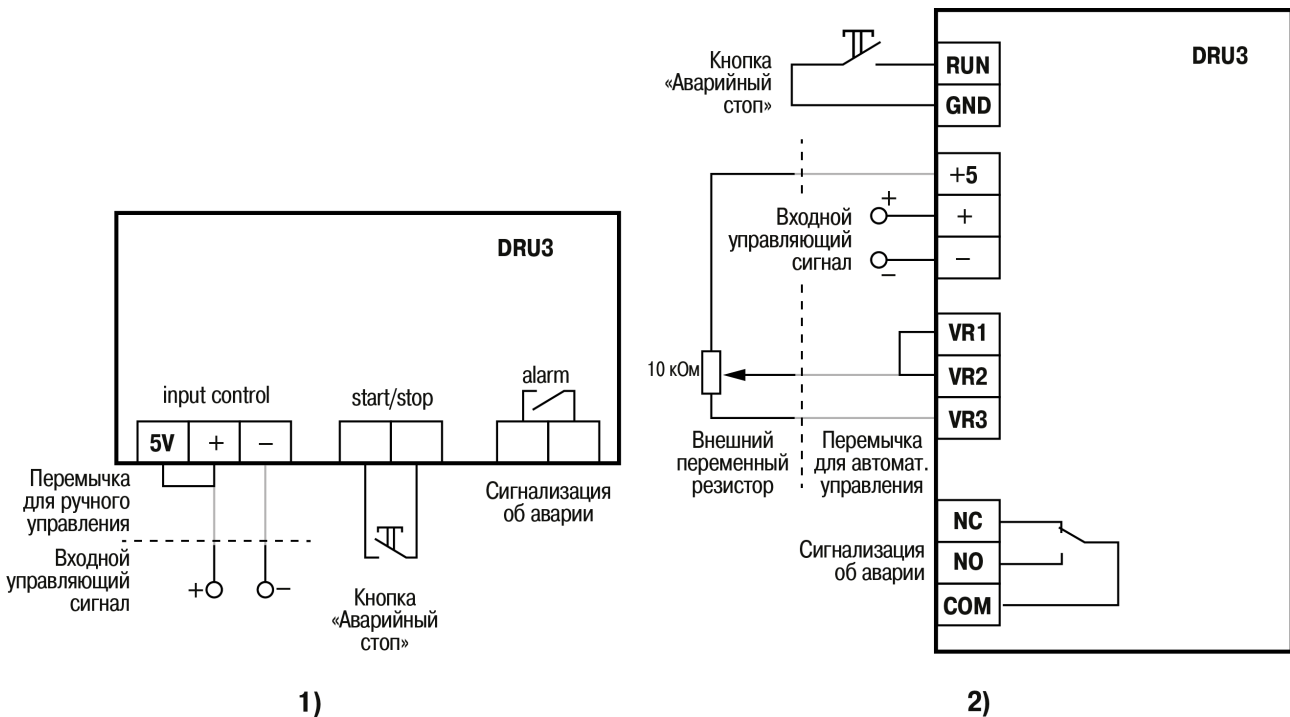 DRU3
input control
start/stop
alarm
5V
+
−
Перемычка
для ручного
управления
Входной
управляющий
сигнал
+
−
Кнопка
«Аварийный
стоп»
Сигнализация
об аварии
1)
DRU3
Кнопка
«Аварийный
стоп»
RUN
GND
+5
+
−
Входной
управляющий
сигнал
+
−
VR1
VR2
VR3
10 кОм
Внешний
переменный
резистор
Перемычка
для автомат.
управления
NC
NO
COM
Сигнализация
об аварии
2)